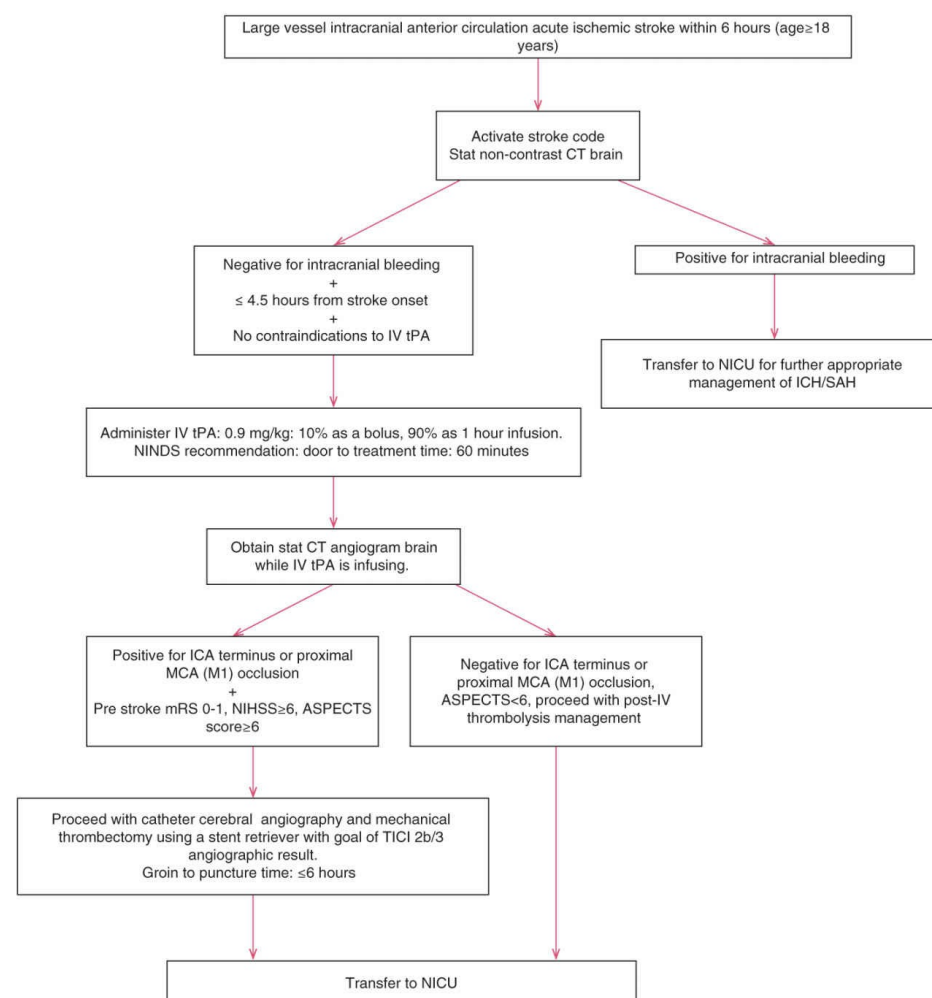 Large vessel intracranial anterior circulation acute ischemic stroke within 6 hours (age≥18
years)
Activate stroke code
Stat non-contrast CT brain
Negative for intracranial bleeding
+
≤ 4.5 hours from stroke onset
+
No contraindications to IV tPA
Positive for intracranial bleeding
Transfer to NICU for further appropriate
management of ICH/SAH
Administer IV tPA: 0.9 mg/kg: 10% as a bolus, 90% as 1 hour infusion.
NINDS recommendation: door to treatment time: 60 minutes
Obtain stat CT angiogram brain
while IV tPA is infusing.
Positive for ICA terminus or proximal
MCA (M1) occlusion
+
Pre stroke mRS 0-1, NIHSS≥6, ASPECTS
score≥6
Negative for ICA terminus or
proximal MCA (M1) occlusion,
ASPECTS<6, proceed with post-IV
thrombolysis management
Proceed with catheter cerebral angiography and mechanical
thrombectomy using a stent retriever with goal of TICI 2b/3
angiographic result.
Groin to puncture time: ≤6 hours
Transfer to NICU